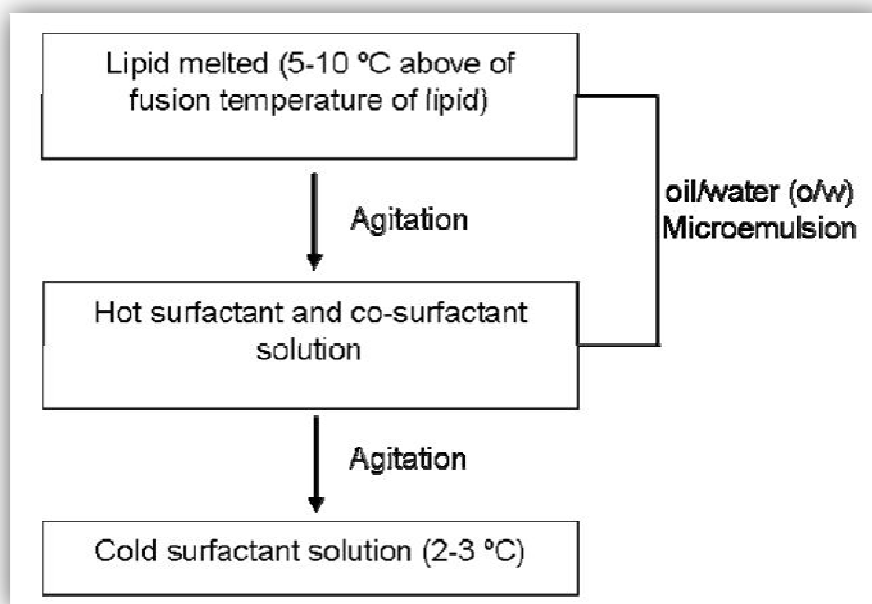 Lipid melted (5-10 ºC above of
fusion temperature of lipid)
oil/water (o/w)
Microemulsion
Agitation
Hot surfactant and co-surfactant
solution
Agitation
Cold surfactant solution (2-3 ºC)